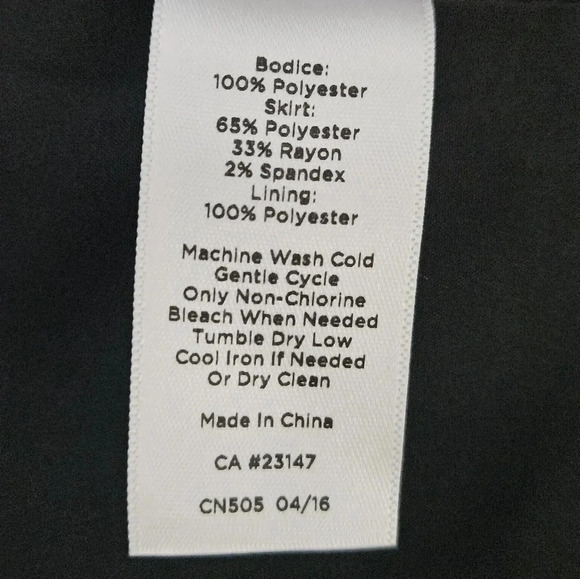 Bodice:
100% Polyester
Skirt:
65% Polyester
33% Rayon
2% Spandex
Lining:
100% Polyester
Machine Wash Cold
Gentle Cycle
Only Non-Chlorine
Bleach When Needed
Tumble Dry Low
Cool Iron If Needed
Or Dry Clean
Made In China
CA #23147
CN505 04/16